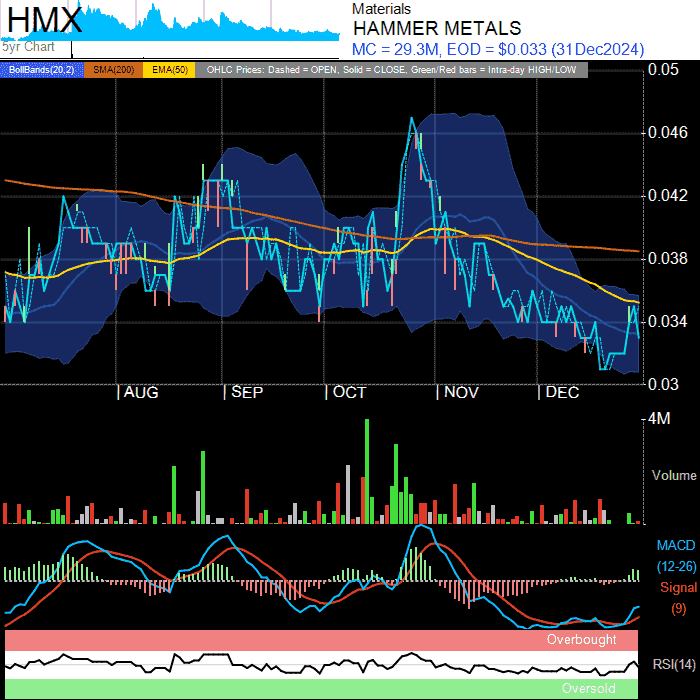 HMX
5yr Chart
Materials
HAMMER METALS
MC = 29.3M, EOD = $0.033 (31Dec2024)
BollBands(20,2) SMA(200) EMA(50) OHLC Prices: Dashed = OPEN, Solid = CLOSE, Green/Red bars = Intra-day HIGH/LOW
0.05
0.046
0.042
0.038
0.034
0.03
AUG SEP OCT NOV DEC
4M
Volume
MACD
(12-26)
Signal
(9)
Overbought
RSI(14)
Oversold